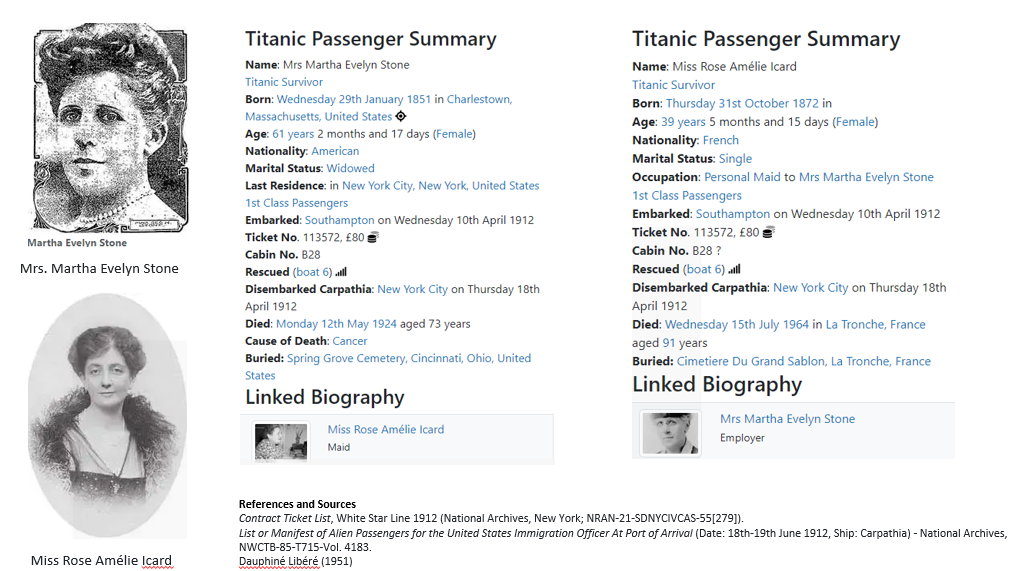 Martha Evelyn Stone
Mrs. Martha Evelyn Stone
Miss Rose Amélie Icard
Titanic Passenger Summary
Name: Mrs Martha Evelyn Stone
Titanic Survivor
Born: Wednesday 29th January 1851 in Charlestown,
Massachusetts, United States
Age: 61 years 2 months and 17 days (Female)
Nationality: American
Marital Status: Widowed
Last Residence: in New York City, New York, United States
1st Class Passengers
Embarked: Southampton on Wednesday 10th April 1912
Ticket No. 113572, £80
Cabin No. B28
Rescued (boat 6)
Disembarked Carpathia: New York City on Thursday 18th
April 1912
Died: Monday 12th May 1924 aged 73 years
Cause of Death: Cancer
Buried: Spring Grove Cemetery, Cincinnati, Ohio, United
States
Linked Biography
Miss Rose Amélie Icard
Maid
Titanic Passenger Summary
Name: Miss Rose Amélie Icard
Titanic Survivor
Born: Thursday 31st October 1872 in
Age: 39 years 5 months and 15 days (Female)
Nationality: French
Marital Status: Single
Occupation: Personal Maid to Mrs Martha Evelyn Stone
1st Class Passengers
Embarked: Southampton on Wednesday 10th April 1912
Ticket No. 113572, £80
Cabin No. B28 ?
Rescued (boat 6)
Disembarked Carpathia: New York City on Thursday 18th
April 1912
Died: Wednesday 15th July 1964 in La Tronche, France
aged 91 years
Buried: Cimetiere Du Grand Sablon, La Tronche, France
Linked Biography
Mrs Martha Evelyn Stone
Employer
References and Sources
Contract Ticket List, White Star Line 1912 (National Archives, New York; NRAN-21-SDNYCIVCAS-55[279]).
List or Manifest of Alien Passengers for the United States Immigration Officer At Port of Arrival (Date: 18th-19th June 1912, Ship: Carpathia) - National Archives,
NWCTB-85-T715-Vol. 4183.
Dauphiné Libéré (1951)